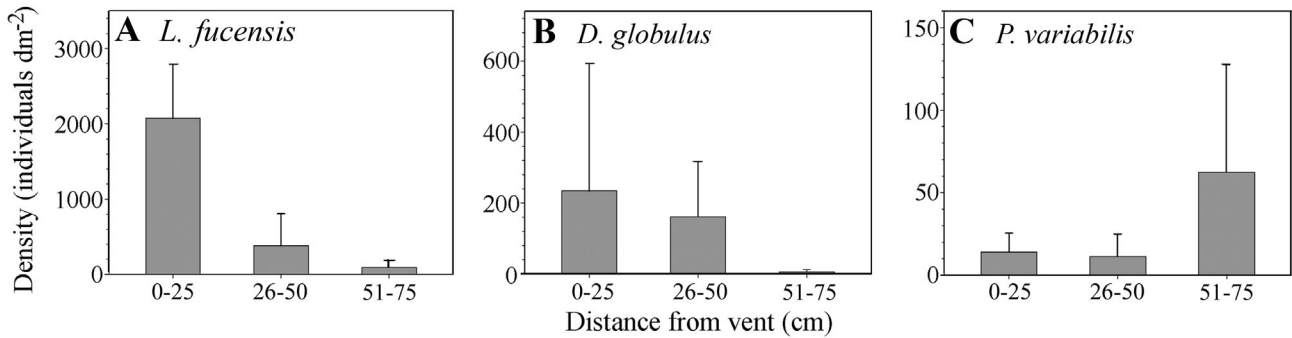 Density (individuals dm-2)
A L. fucensis
3000
2000
1000
0
0-25 26-50 51-75
B D. globulus
600
400
200
0
0-25 26-50 51-75
C P. variabilis
150
100
50
0
0-25 26-50 51-75
Distance from vent (cm)